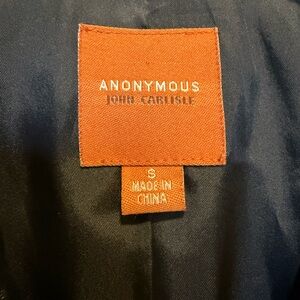 ANONYMOUS
JOHN CARLISLE
S
MADE IN
CHINA